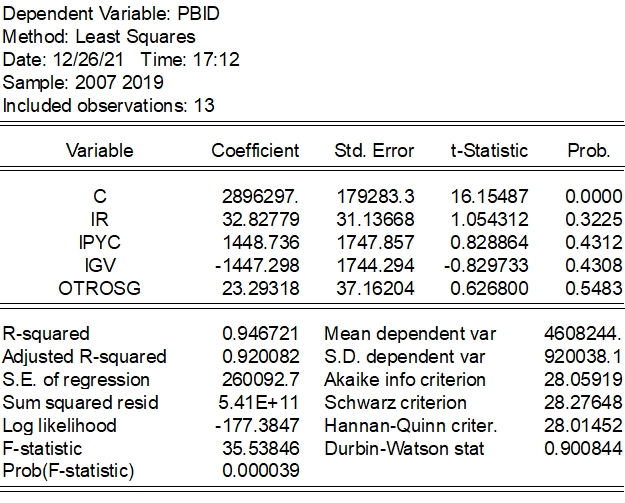 Dependent Variable: PBID
Method: Least Squares
Date: 12/26/21 Time: 17:12
Sample: 2007 2019
Included observations: 13
Variable Coefficient Std. Error t-Statistic Prob.
C 2896297. 179283.3 16.15487 0.0000
IR 32.82779 31.13668 1.054312 0.3225
IPYC 1448.736 1747.857 0.828864 0.4312
IGV -1447.298 1744.294 -0.829733 0.4308
OTROSG 23.29318 37.16204 0.626800 0.5483
R-squared 0.946721 Mean dependent var 4608244.
Adjusted R-squared 0.920082 S.D. dependent var 920038.1
S.E. of regression 260092.7 Akaike info criterion 28.05919
Sum squared resid 5.41E+11 Schwarz criterion 28.27648
Log likelihood -177.3847 Hannan-Quinn criter. 28.01452
F-statistic 35.53846 Durbin-Watson stat 0.900844
Prob(F-statistic) 0.000039